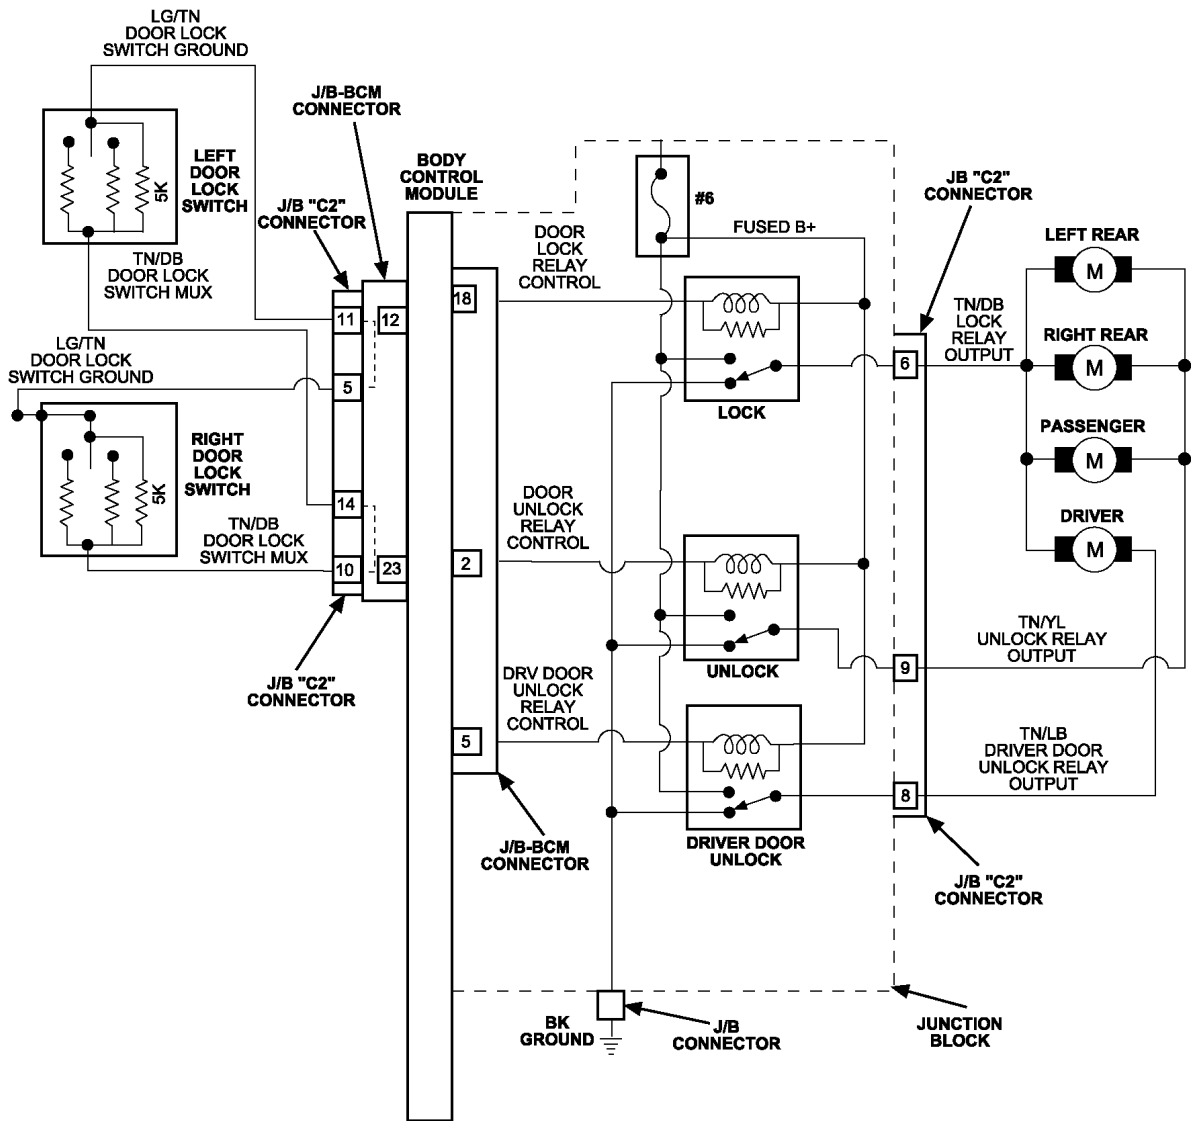 LG/TN
DOOR LOCK
SWITCH GROUND
J/B-BCM
CONNECTOR
LEFT
DOOR
LOCK
SWITCH
5K
J/B "C2"
CONNECTOR
BODY
CONTROL
MODULE
#6
FUSED B+
DOOR
LOCK
RELAY
CONTROL
JB "C2"
CONNECTOR
LEFT REAR
M
TN/DB
DOOR LOCK
SWITCH MUX
11
12
18
TN/DB
LOCK
RELAY
OUTPUT
RIGHT REAR
M
LG/TN
DOOR LOCK
SWITCH GROUND
5
6
LOCK
RIGHT
DOOR
LOCK
SWITCH
5K
PASSENGER
M
14
DOOR
UNLOCK
RELAY
CONTROL
DRIVER
M
TN/DB
DOOR LOCK
SWITCH MUX
10
23
2
UNLOCK
TN/YL
UNLOCK RELAY
OUTPUT
9
J/B "C2"
CONNECTOR
DRV DOOR
UNLOCK
RELAY
CONTROL
5
TN/LB
DRIVER DOOR
UNLOCK RELAY
OUTPUT
8
DRIVER DOOR
UNLOCK
J/B-BCM
CONNECTOR
J/B "C2"
CONNECTOR
BK
GROUND
J/B
CONNECTOR
JUNCTION
BLOCK